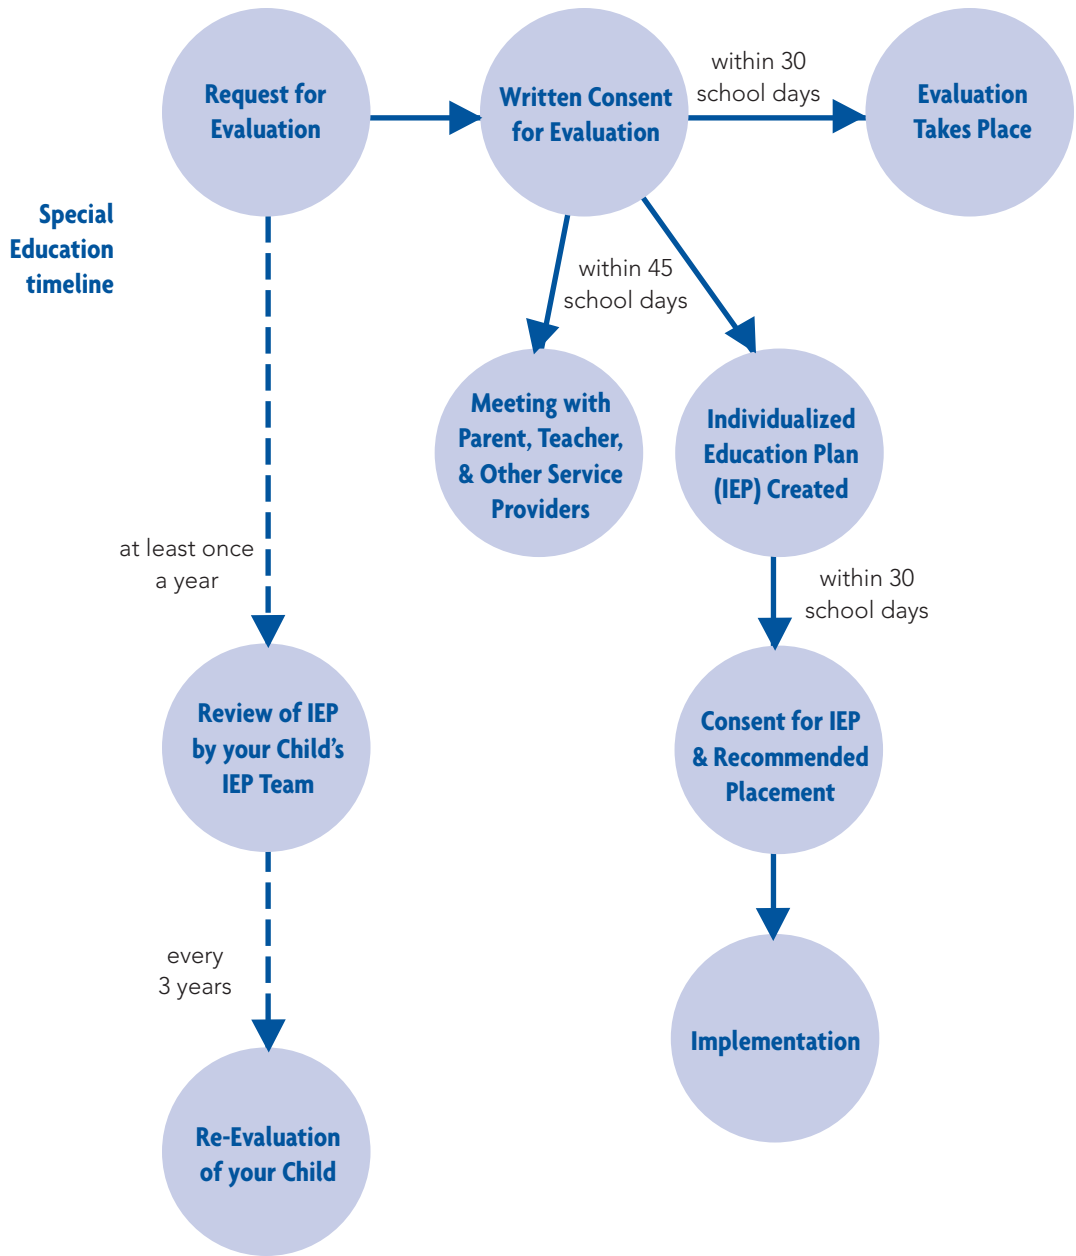 Request for
Evaluation
Written Consent
for Evaluation
within 30
school days
Evaluation
Takes Place
Special
Education
timeline
within 45
school days
Meeting with
Parent, Teacher,
& Other Service
Providers
Individualized
Education Plan
(IEP) Created
at least once
a year
within 30
school days
Review of IEP
by your Child’s
IEP Team
Consent for IEP
& Recommended
Placement
every
3 years
Implementation
Re-Evaluation
of your Child